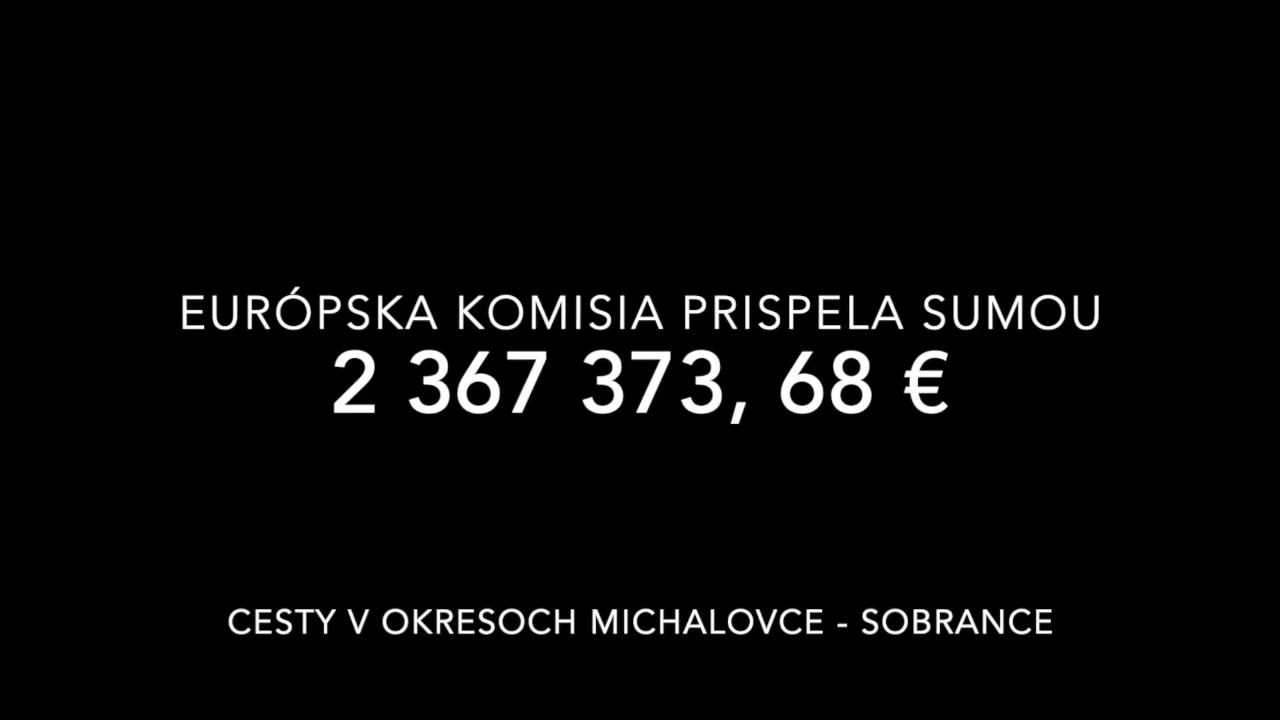 EURÓPSKA KOMISIA PRISPELA SUMOU
2 367 373, 68 €
CESTY V OKRESOCH MICHALOVCE - SOBRANCE